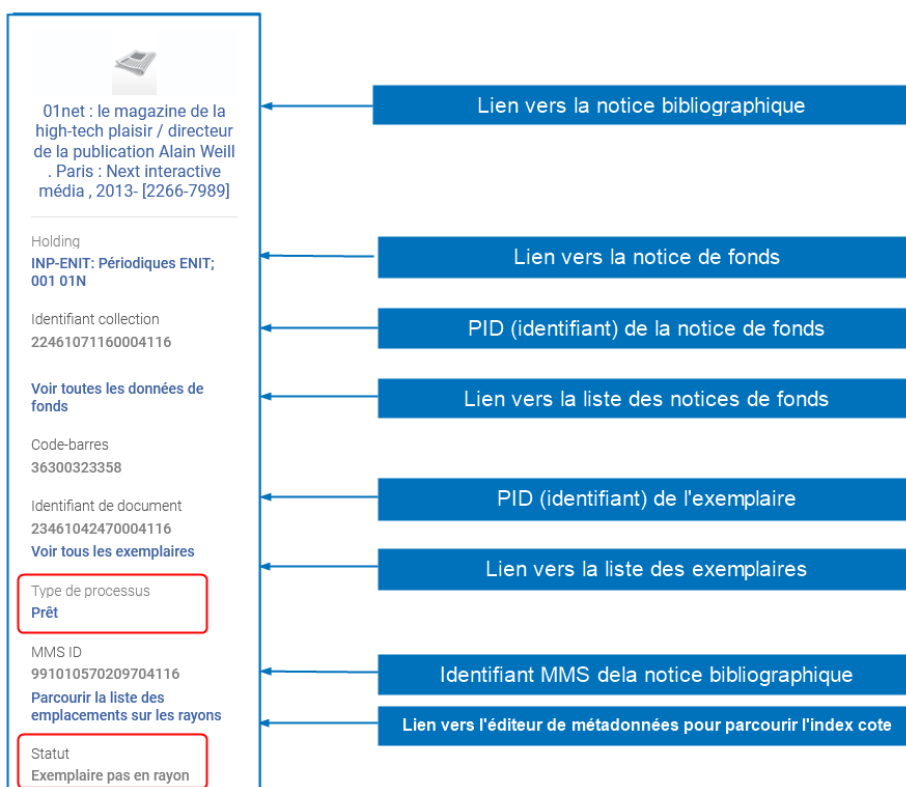 01net : le magazine de la
high-tech plaisir / directeur
de la publication Alain Weill
. Paris : Next interactive
média , 2013- [2266-7989]
Lien vers la notice bibliographique
Holding
INP-ENIT: Périodiques ENIT;
001 01N
Lien vers la notice de fonds
Identifiant collection
22461071160004116
PID (identifiant) de la notice de fonds
Voir toutes les données de
fonds
Lien vers la liste des notices de fonds
Code-barres
36300323358
Identifiant de document
23461042470004116
PID (identifiant) de l'exemplaire
Voir tous les exemplaires
Lien vers la liste des exemplaires
Type de processus
Prêt
MMS ID
991010570209704116
Identifiant MMS dela notice bibliographique
Parcourir la liste des
emplacements sur les rayons
Lien vers l'éditeur de métadonnées pour parcourir l'index cote
Statut
Exemplaire pas en rayon